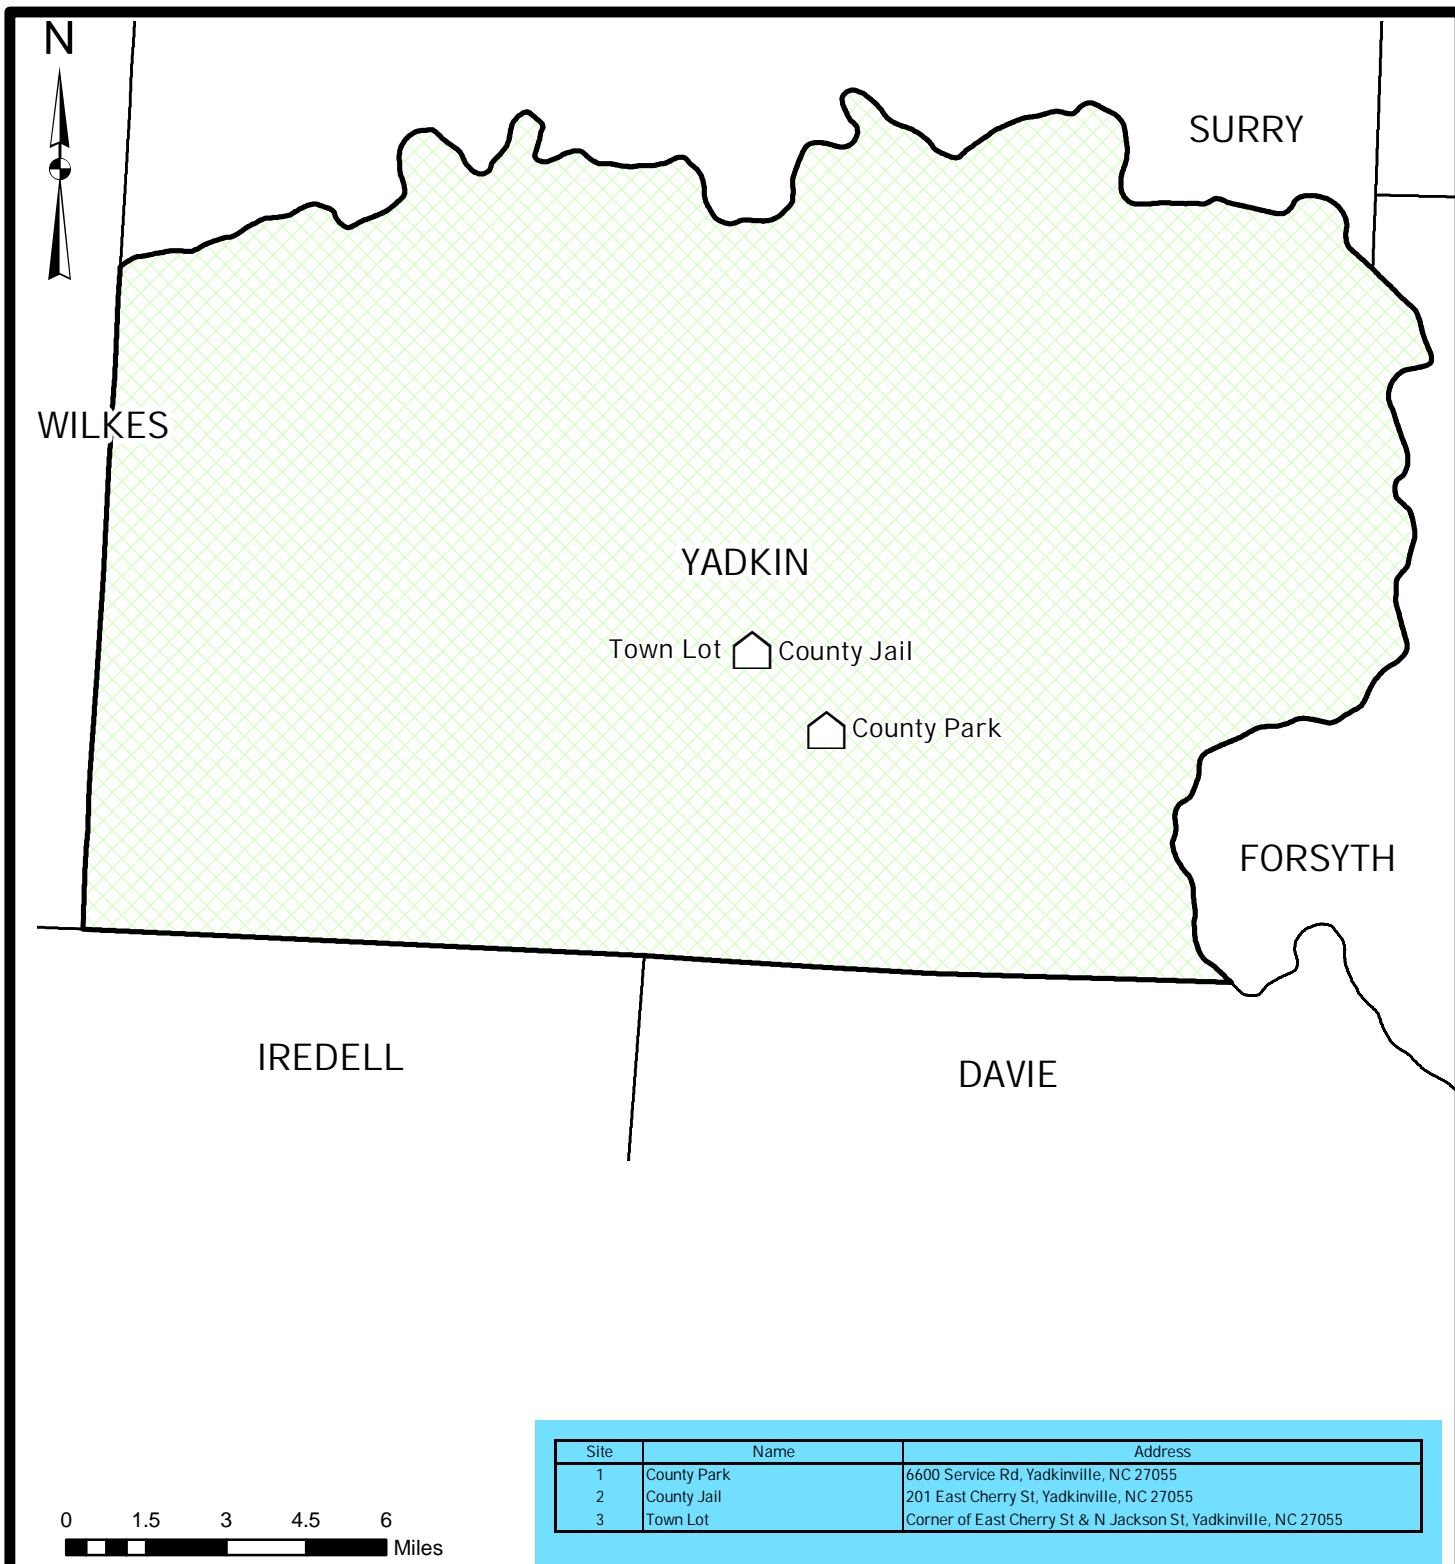 N
SURRY
WILKES
YADKIN
Town Lot County Jail
County Park
FORSYTH
IREDELL
DAVIE
Site Name Address
1 County Park 6600 Service Rd, Yadkinville, NC 27055
2 County Jail 201 East Cherry St, Yadkinville, NC 27055
3 Town Lot Corner of East Cherry St & N Jackson St, Yadkinville, NC 27055
0 1.5 3 4.5 6
Miles